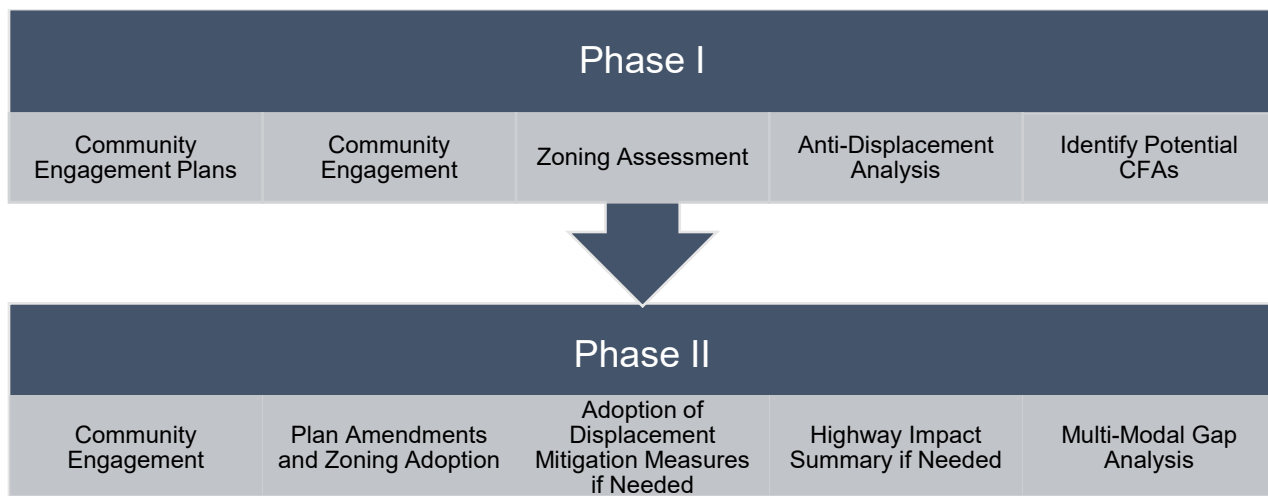 Phase I
Community
Engagement Plans
Community
Engagement
Zoning Assessment
Anti-Displacement
Analysis
Identify Potential
CFAs
Phase II
Community
Engagement
Plan Amendments
and Zoning Adoption
Adoption of
Displacement
Mitigation Measures
if Needed
Highway Impact
Summary if Needed
Multi-Modal Gap
Analysis